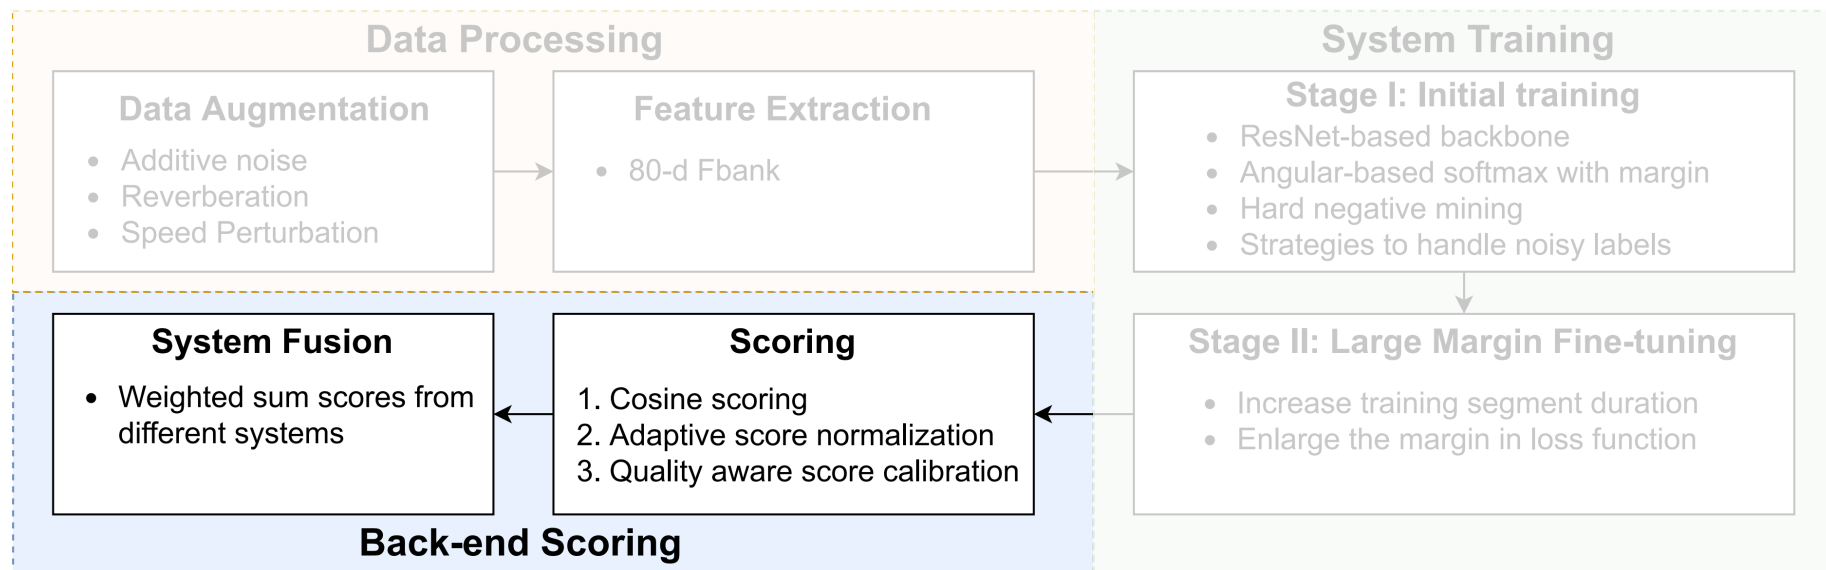 Data Processing
Data Augmentation
• Additive noise
• Reverberation
• Speed Perturbation
Feature Extraction
• 80-d Fbank
System Training
Stage I: Initial training
• ResNet-based backbone
• Angular-based softmax with margin
• Hard negative mining
• Strategies to handle noisy labels
Stage II: Large Margin Fine-tuning
• Increase training segment duration
• Enlarge the margin in loss function
Scoring
1. Cosine scoring
2. Adaptive score normalization
3. Quality aware score calibration
System Fusion
• Weighted sum scores from
different systems
Back-end Scoring